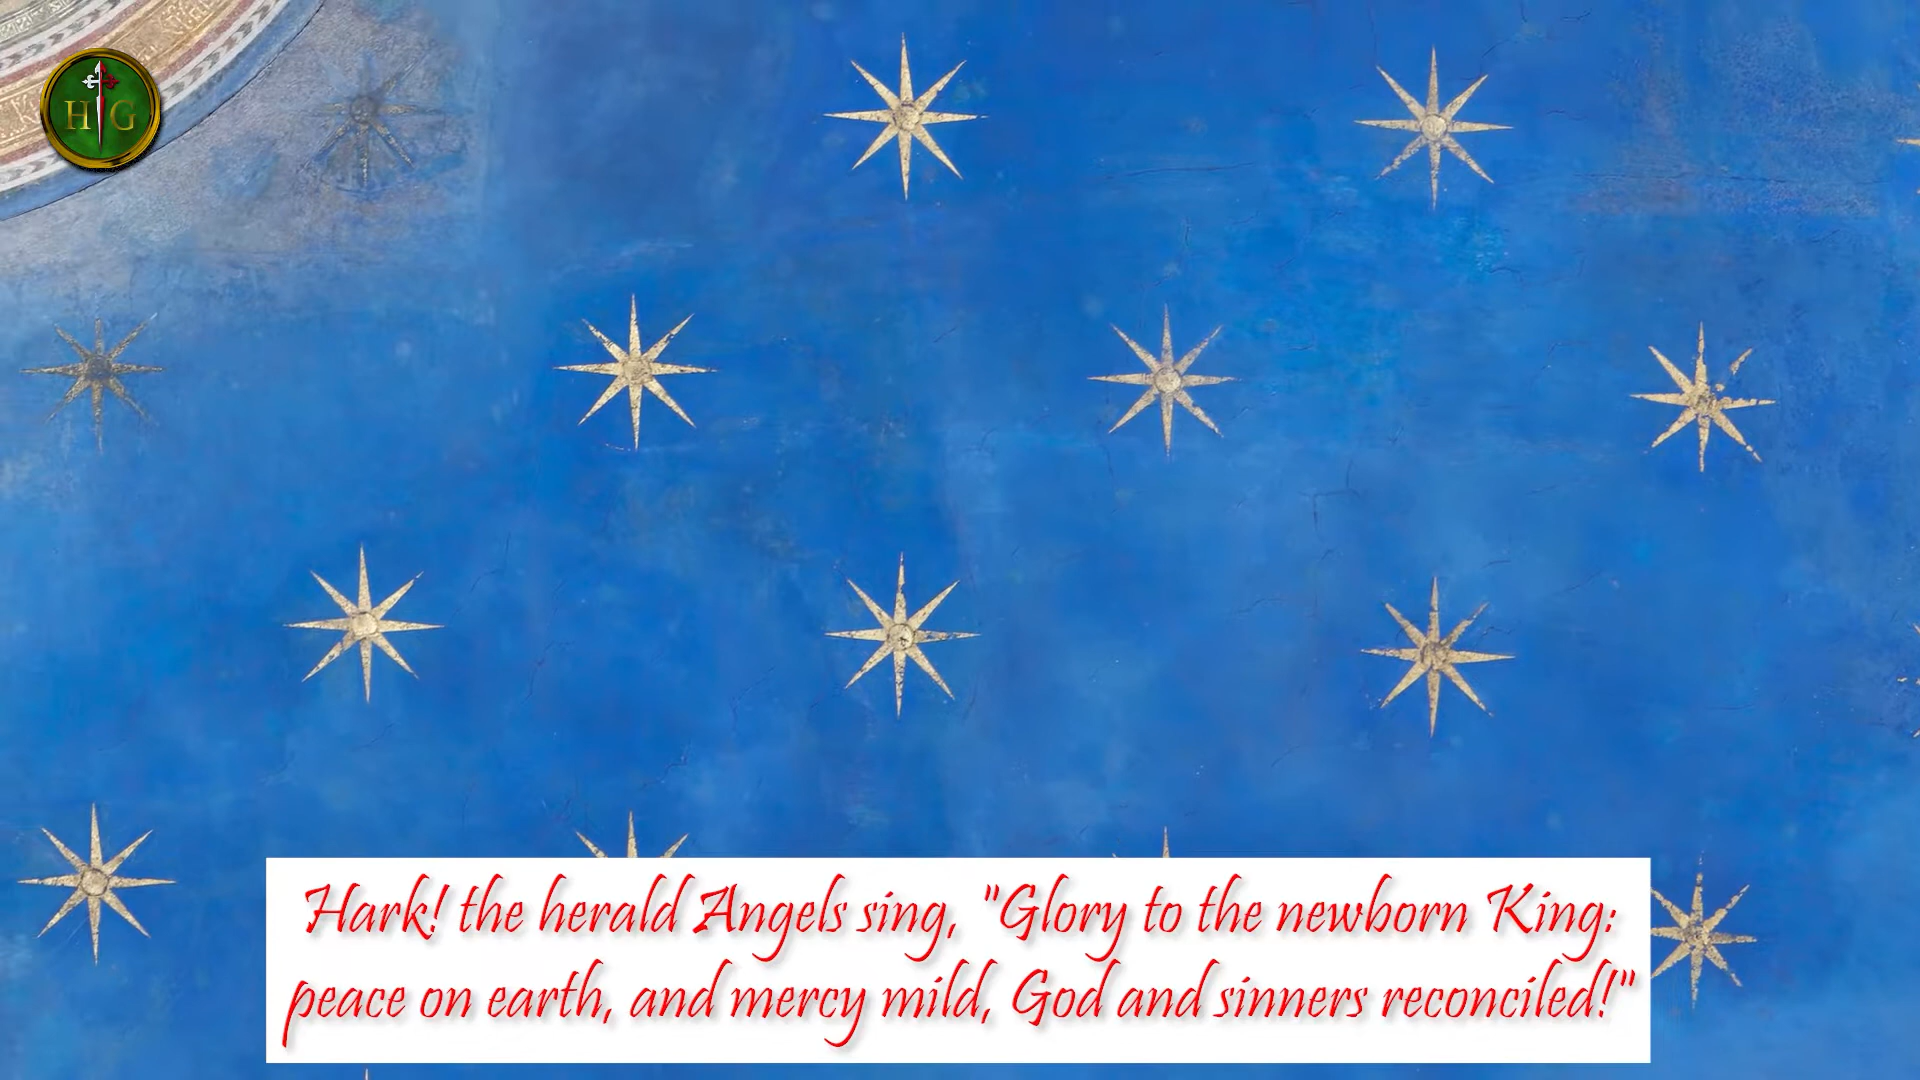 H G
Hark! the herald Angels sing, "Glory to the newborn King:
peace on earth, and mercy mild, God and sinners reconciled!"